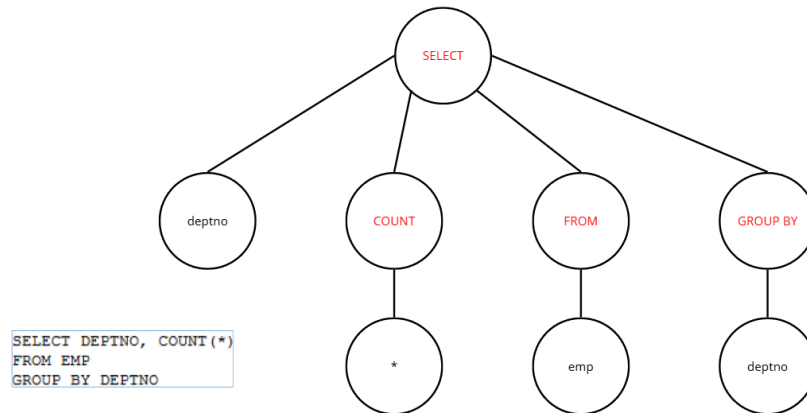 SELECT
deptno
COUNT
FROM
GROUP BY
*
emp
deptno
SELECT DEPTNO, COUNT(*)
FROM EMP
GROUP BY DEPTNO